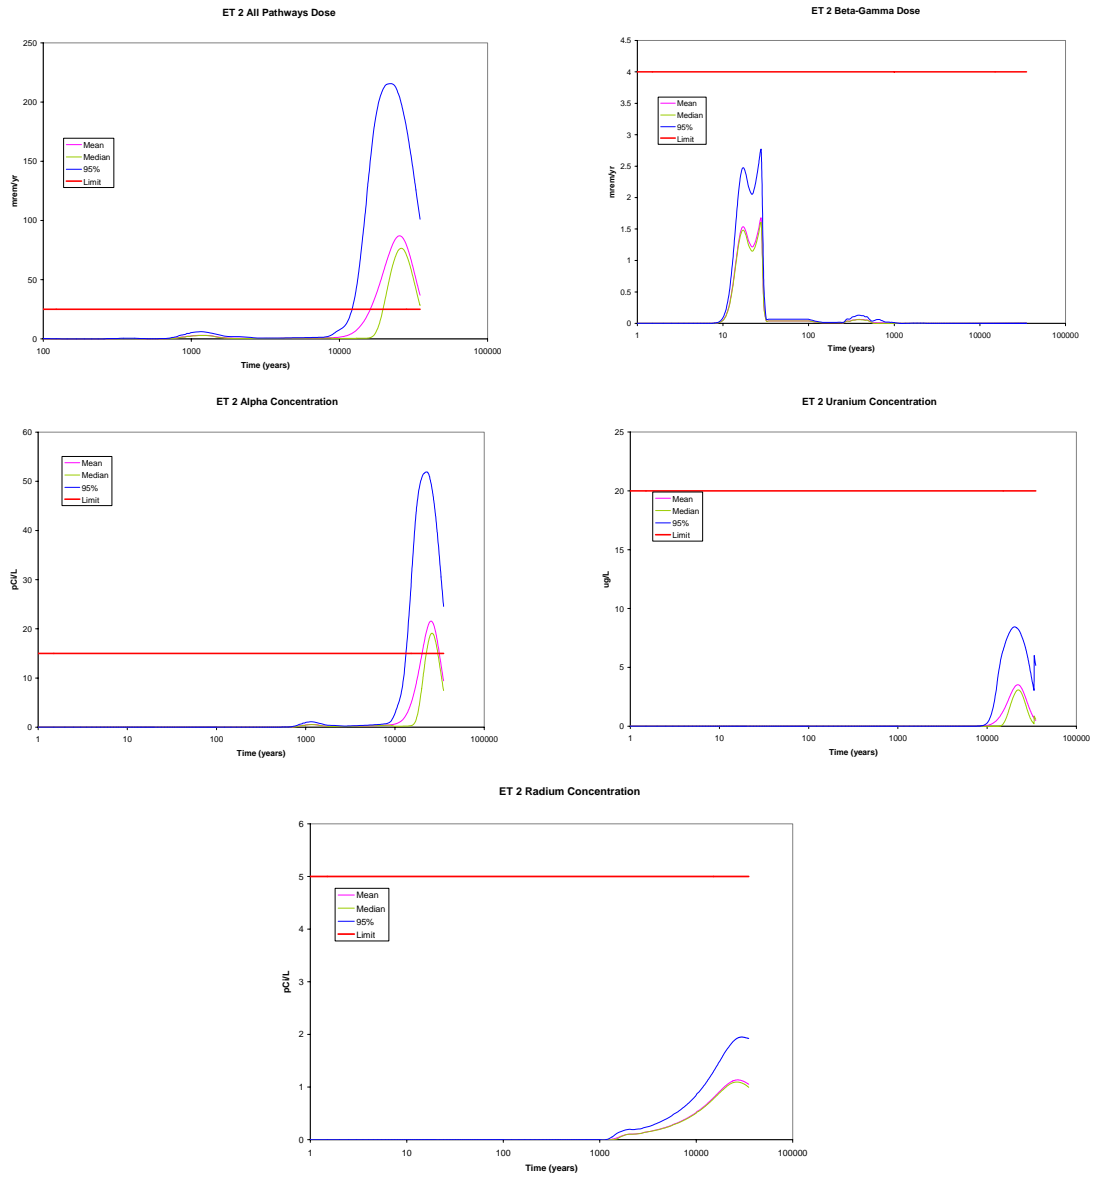 ET 2 All Pathways Dose
250
200
150
100
50
0
mrem/yr
Mean
Median
95%
Limit
100
1000
10000
100000
Time (years)
ET 2 Beta-Gamma Dose
4.5
4
3.5
3
2.5
2
1.5
1
0.5
0
mrem/yr
Mean
Median
95%
Limit
1
10
100
1000
10000
100000
Time (years)
ET 2 Alpha Concentration
60
50
40
30
20
10
0
pCi/L
Mean
Median
95%
Limit
1
10
100
1000
10000
100000
Time (years)
ET 2 Uranium Concentration
25
20
15
10
5
0
ug/L
Mean
Median
95%
Limit
1
10
100
1000
10000
100000
Time (years)
ET 2 Radium Concentration
6
5
4
3
2
1
0
pCi/L
Mean
Median
95%
Limit
1
10
100
1000
10000
100000
Time (years)